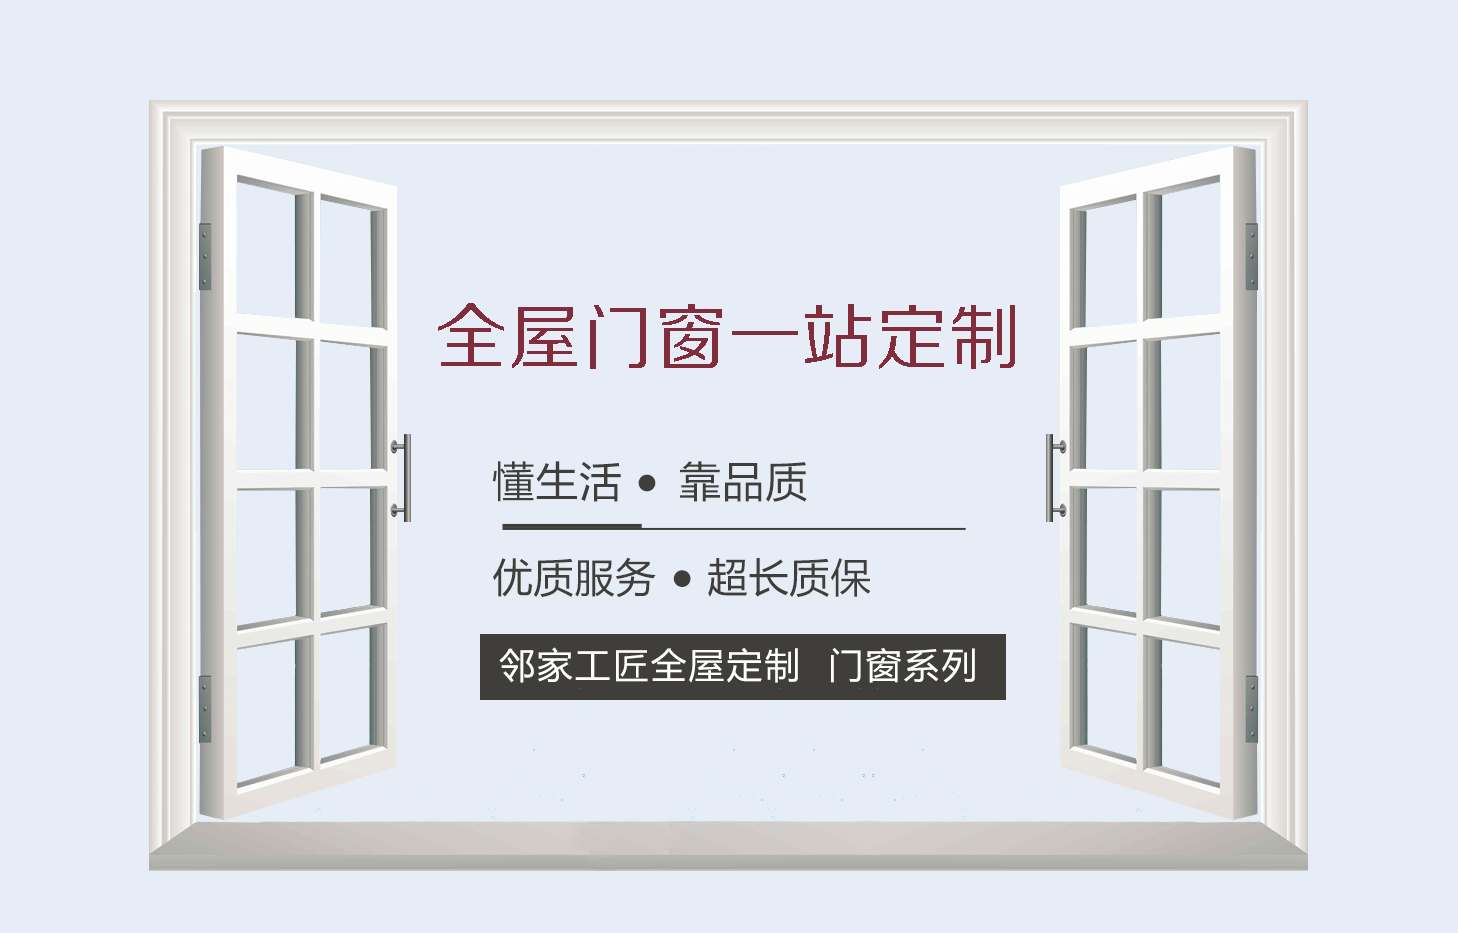 全屋门窗一站定制
懂生活 • 靠品质
优质服务 • 超长质保
邻家工匠全屋定制 门窗系列